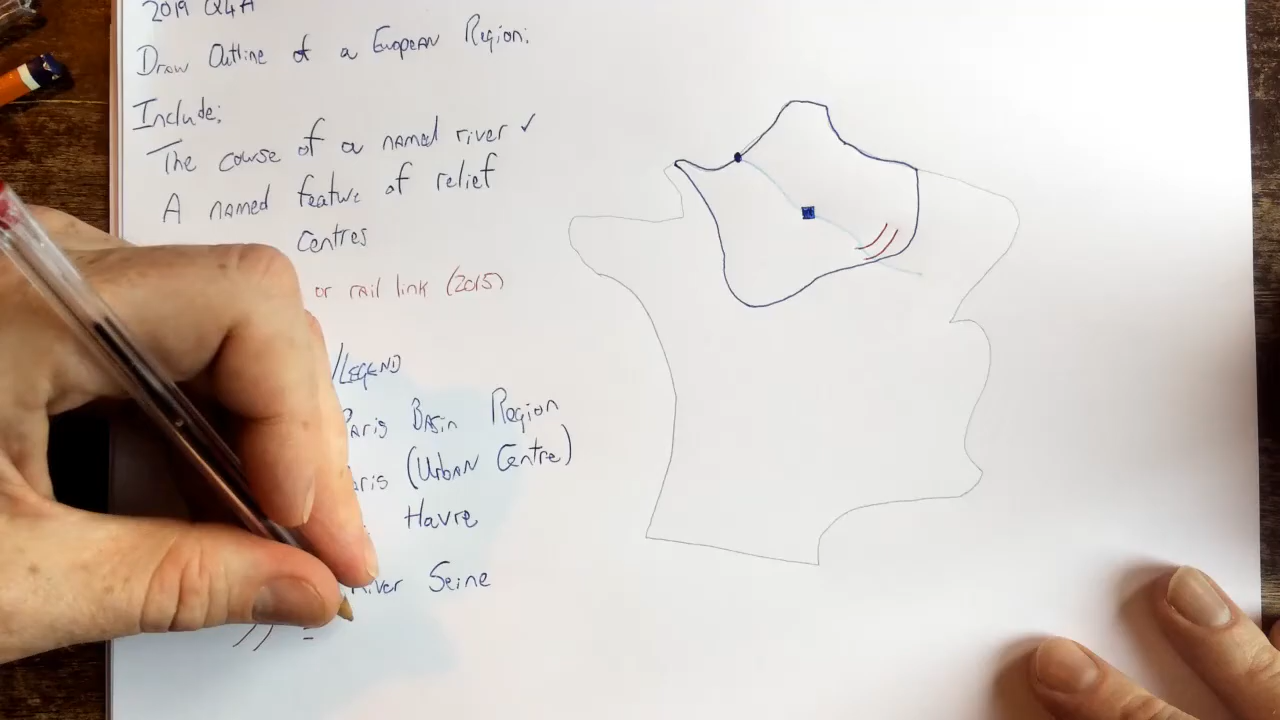 2019 Q4A
Draw Outline of a European Region:
Include:
The course of a named river ✓
A named feature of relief
Centres
or rail link (2015)
/LEGEND
Paris Basin Region
aris (Urban Centre)
Havre
River Seine
=